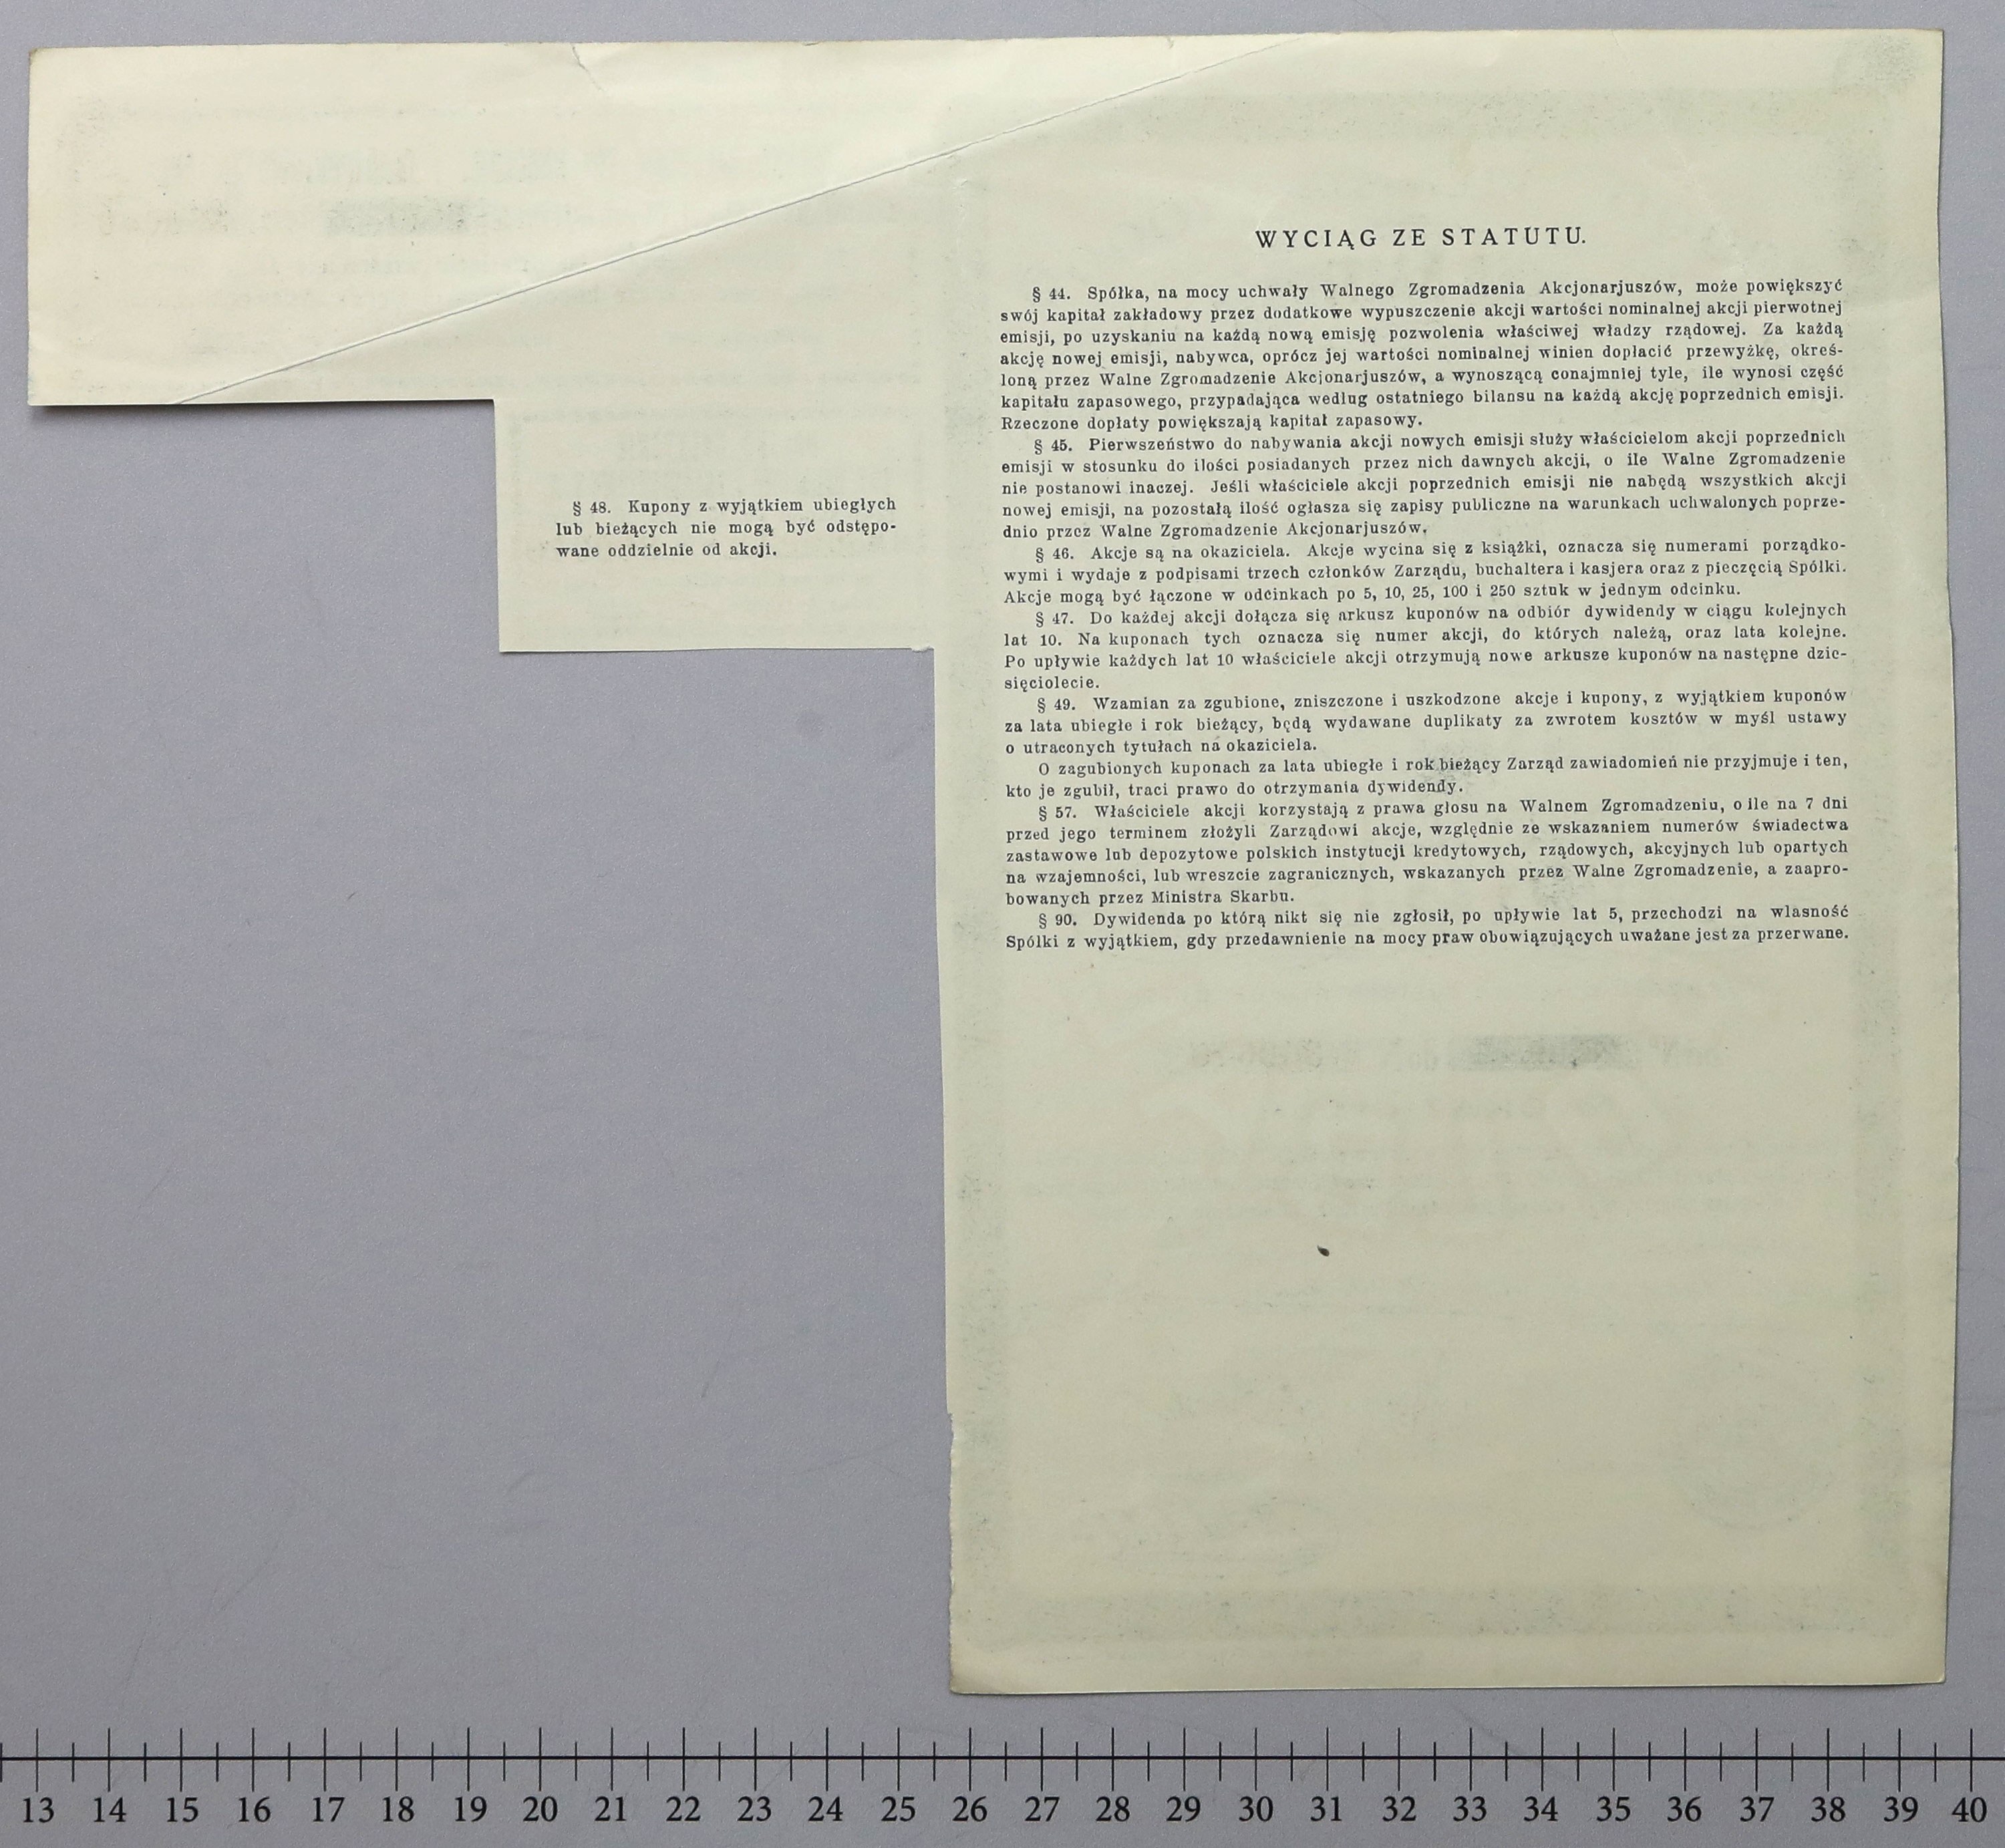 WYCIĄG ZE STATUTU.
§ 44. Spółka, na mocy uchwały Walnego Zgromadzenia Akcjonarjuszów, może powiększyć
swój kapitał zakładowy przez dodatkowe wypuszczenie akcji wartości nominalnej akcji pierwotnej
emisji, po uzyskaniu na każdą nową emisję pozwolenia właściwej władzy rządowej. Za każdą
akcję nowej emisji, nabywca, oprócz jej wartości nominalnej winien dopłacić przewyżkę, okreś-
loną przez Walne Zgromadzenie Akcjonarjuszów, a wynoszącą conajmniej tyle, ile wynosi część
kapitału zapasowego, przypadająca według ostatniego bilansu na każdą akcję poprzednich emisji.
Rzeczone dopłaty powiększają kapitał zapasowy.
§ 45. Pierwszeństwo do nabywania akcji nowych emisji służy właścicielom akcji poprzednich
emisji w stosunku do ilości posiadanych przez nich dawnych akcji, o ile Walne Zgromadzenie
nie postanowi inaczej. Jeśli właściciele akcji poprzednich emisji nie nabędą wszystkich akcji
nowej emisji, na pozostałą ilość ogłasza się zapisy publiczne na warunkach uchwalonych poprze-
dnio przez Walne Zgromadzenie Akcjonarjuszów.
§ 46. Akcje są na okaziciela. Akcje wycina się z książki, oznacza się numerami porządko-
wymi i wydaje z podpisami trzech członków Zarządu, buchaltera i kasjera oraz z pieczęcią Spółki.
Akcje mogą być łączone w odcinkach po 5, 10, 25, 100 i 250 sztuk w jednym odcinku.
§ 47. Do każdej akcji dołącza się arkusz kuponów na odbiór dywidendy w ciągu kolejnych
lat 10. Na kuponach tych oznacza się numer akcji, do których należą, oraz lata kolejne.
Po upływie każdych lat 10 właściciele akcji otrzymują nowe arkusze kuponów na następne dzie-
sięciolecie.
§ 48. Kupony z wyjątkiem ubiegłych
lub bieżących nie mogą być odstępo-
wane oddzielnie od akcji.
§ 49. Wzamian za zgubione, zniszczone i uszkodzone akcje i kupony, z wyjątkiem kuponów
za lata ubiegłe i rok bieżący, będą wydawane duplikaty za zwrotem kosztów w myśl ustawy
o utraconych tytułach na okaziciela.
O zagubionych kuponach za lata ubiegłe i rok bieżący Zarząd zawiadomień nie przyjmuje i ten,
kto je zgubił, traci prawo do otrzymania dywidendy.
§ 57. Właściciele akcji korzystają z prawa głosu na Walnem Zgromadzeniu, o ile na 7 dni
przed jego terminem złożyli Zarządowi akcje, względnie ze wskazaniem numerów świadectwa
zastawowe lub depozytowe polskich instytucji kredytowych, rządowych, akcyjnych lub opartych
na wzajemności, lub wreszcie zagranicznych, wskazanych przez Walne Zgromadzenie, a zaapro-
bowanych przez Ministra Skarbu.
§ 90. Dywidenda po którą nikt się nie zgłosił, po upływie lat 5, przechodzi na wlasność
Spółki z wyjątkiem, gdy przedawnienie na mocy praw obowiązujących uważane jest za przerwane.
13 14 15 16 17 18 19 20 21 22 23 24 25 26 27 28 29 30 31 32 33 34 35 36 37 38 39 40